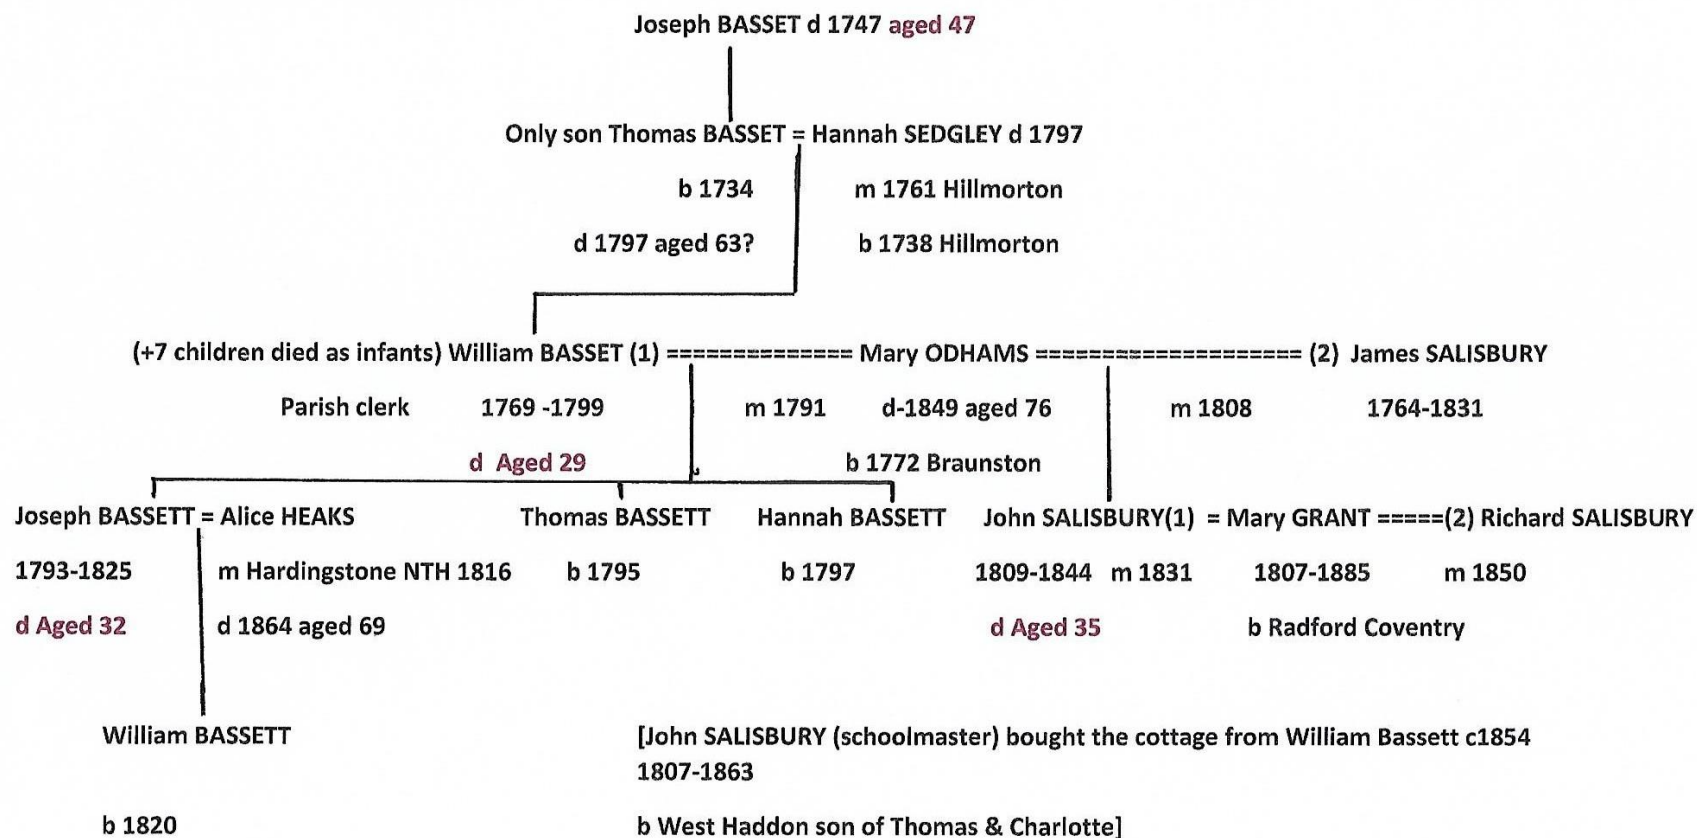 Joseph BASSET d 1747 aged 47
Only son Thomas BASSET = Hannah SEDGLEY d 1797
b 1734 m 1761 Hillmorton
d 1797 aged 63? b 1738 Hillmorton
(+7 children died as infants) William BASSET (1) ============== Mary ODHAMS ==================== (2) James SALISBURY
Parish clerk 1769 -1799 m 1791 d-1849 aged 76 m 1808 1764-1831
d Aged 29 b 1772 Braunston
Joseph BASSETT = Alice HEAKS Thomas BASSETT Hannah BASSETT John SALISBURY(1) = Mary GRANT =====(2) Richard SALISBURY
1793-1825 m Hardingstone NTH 1816 b 1795 b 1797 1809-1844 m 1831 1807-1885 m 1850
d Aged 32 d 1864 aged 69 d Aged 35 b Radford Coventry
William BASSETT [John SALISBURY (schoolmaster) bought the cottage from William Bassett c1854
1807-1863
b 1820 b West Haddon son of Thomas & Charlotte]